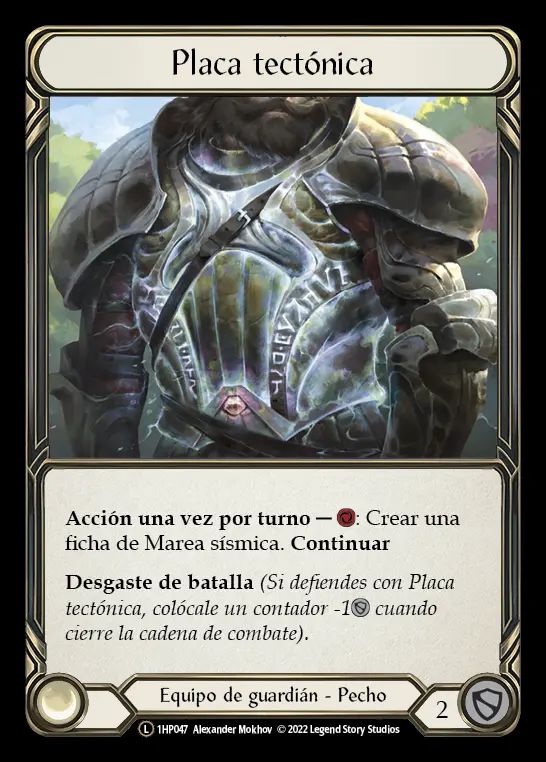 Placa tectónica
Acción una vez por turno — : Crear una
ficha de Marea sísmica. Continuar
Desgaste de batalla (Si defiendes con Placa
tectónica, colócale un contador -1 cuando
cierre la cadena de combate).
Equipo de guardián - Pecho
2
L 1HP047 Alexander Mokhov © 2022 Legend Story Studios